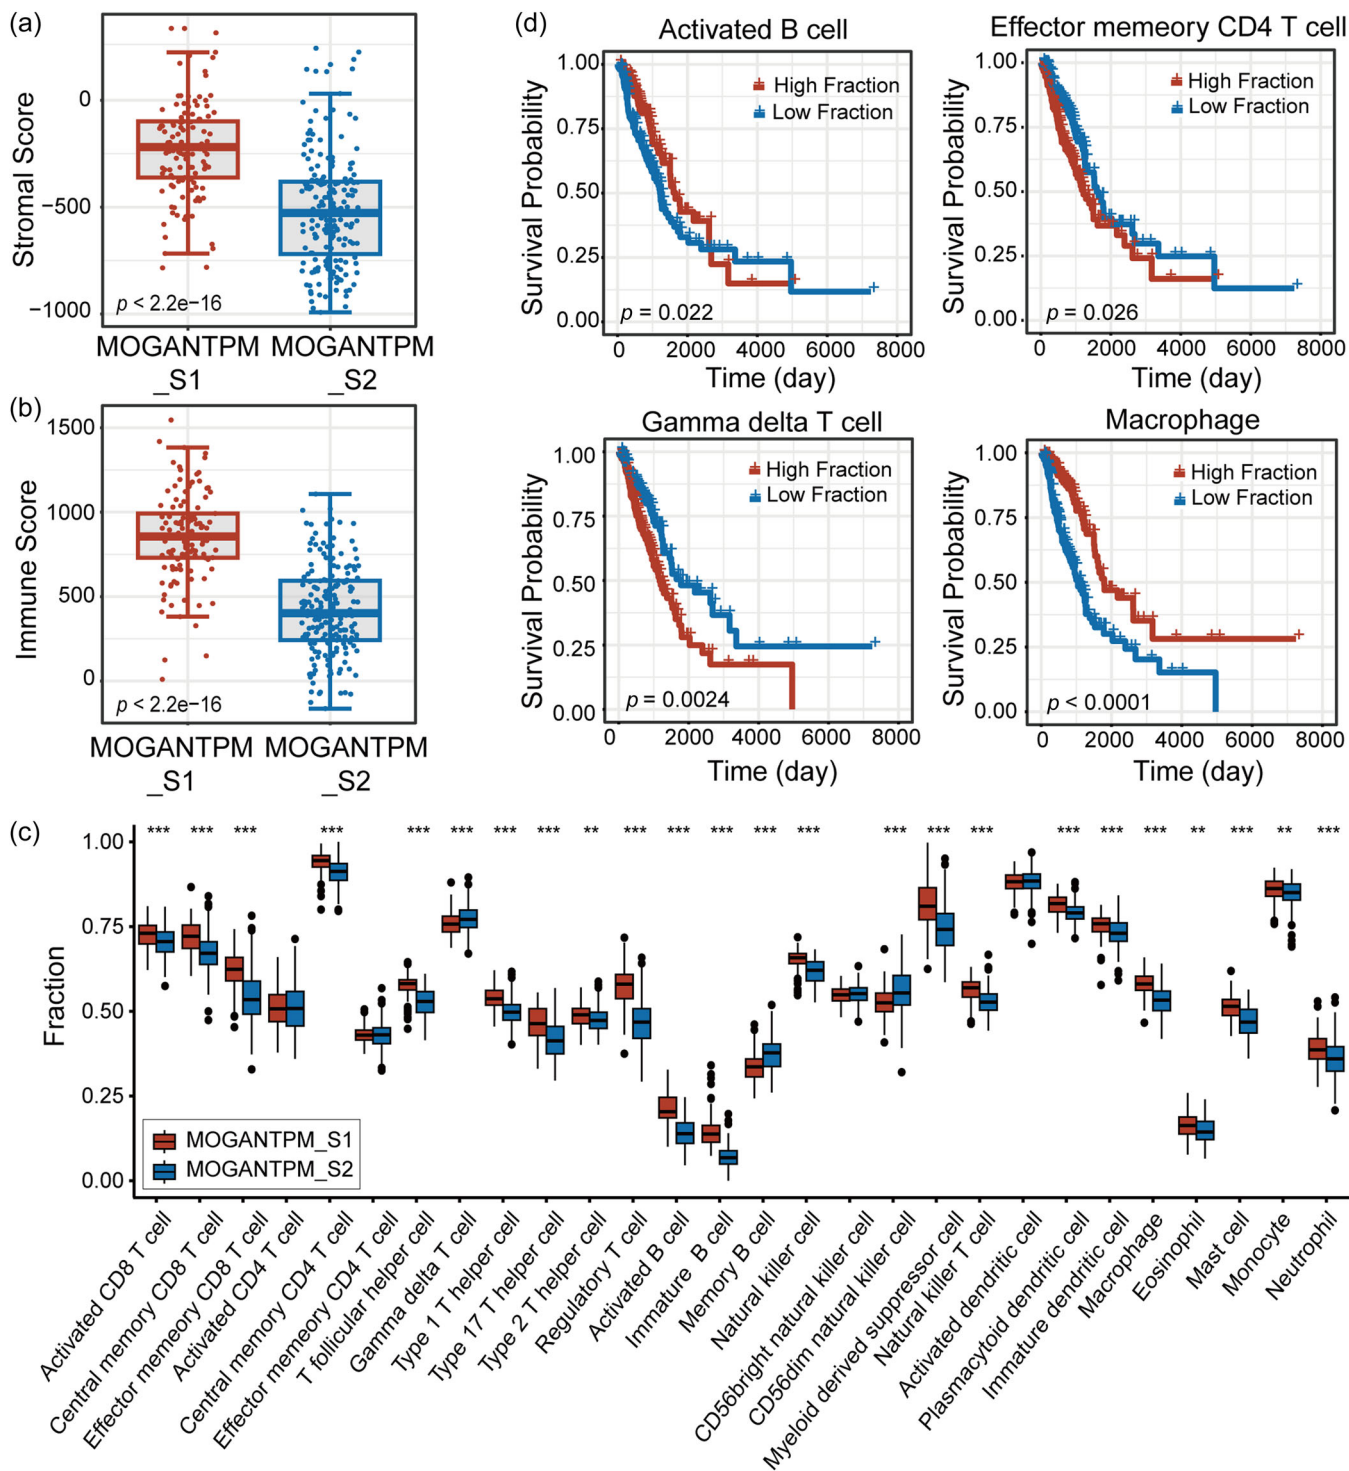 (a)
Stromal Score
0
−500
−1000
p < 2.2e−16
MOGANTPM
_S1
MOGANTPM
_S2
(b)
Immune Score
1500
1000
500
0
p < 2.2e−16
MOGANTPM
_S1
MOGANTPM
_S2
(d)
Activated B cell
Survival Probability
1.00
0.75
0.50
0.25
0.00
High Fraction
Low Fraction
p = 0.022
0 2000 4000 6000 8000
Time (day)
Effector memeory CD4 T cell
Survival Probability
1.00
0.75
0.50
0.25
0.00
High Fraction
Low Fraction
p = 0.026
0 2000 4000 6000 8000
Time (day)
Gamma delta T cell
Survival Probability
1.00
0.75
0.50
0.25
0.00
High Fraction
Low Fraction
p = 0.0024
0 2000 4000 6000 8000
Time (day)
Macrophage
Survival Probability
1.00
0.75
0.50
0.25
0.00
High Fraction
Low Fraction
p < 0.0001
0 2000 4000 6000 8000
Time (day)
(c)
Fraction
1.00
0.75
0.50
0.25
0.00
*** *** *** *** *** *** *** *** ** *** *** *** *** *** *** *** *** *** *** *** ** *** ** ***
MOGANTPM_S1
MOGANTPM_S2
Activated CD8 T cell
Central memory CD8 T cell
Effector memeory CD8 T cell
Activated CD4 T cell
Central memory CD4 T cell
Effector memeory CD4 T cell
T follicular helper cell
Gamma delta T cell
Type 1 T helper cell
Type 17 T helper cell
Type 2 T helper cell
Regulatory T cell
Activated B cell
Immature B cell
Memory B cell
Natural killer cell
CD56bright natural killer cell
CD56dim natural killer cell
Myeloid derived suppressor cell
Natural killer T cell
Activated dendritic cell
Plasmacytoid dendritic cell
Immature dendritic cell
Macrophage
Eosinophil
Mast cell
Monocyte
Neutrophil